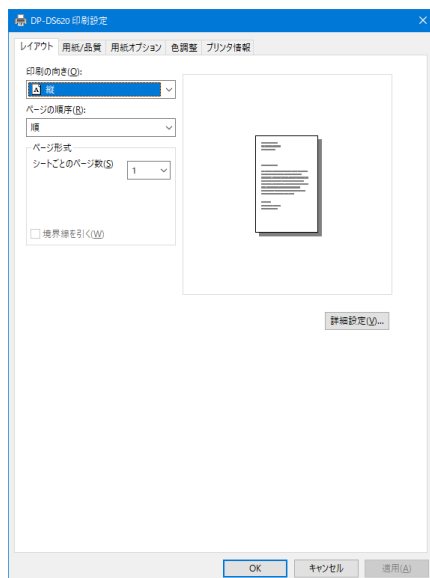 DP-DS620 印刷設定
レイアウト 用紙/品質 用紙オプション 色調整 プリンタ情報
印刷の向き(O):
縦
ページの順序(R):
順
ページ形式
シートごとのページ数(S) 1
境界線を引く(W)
詳細設定(V)...
OK キャンセル 適用(A)